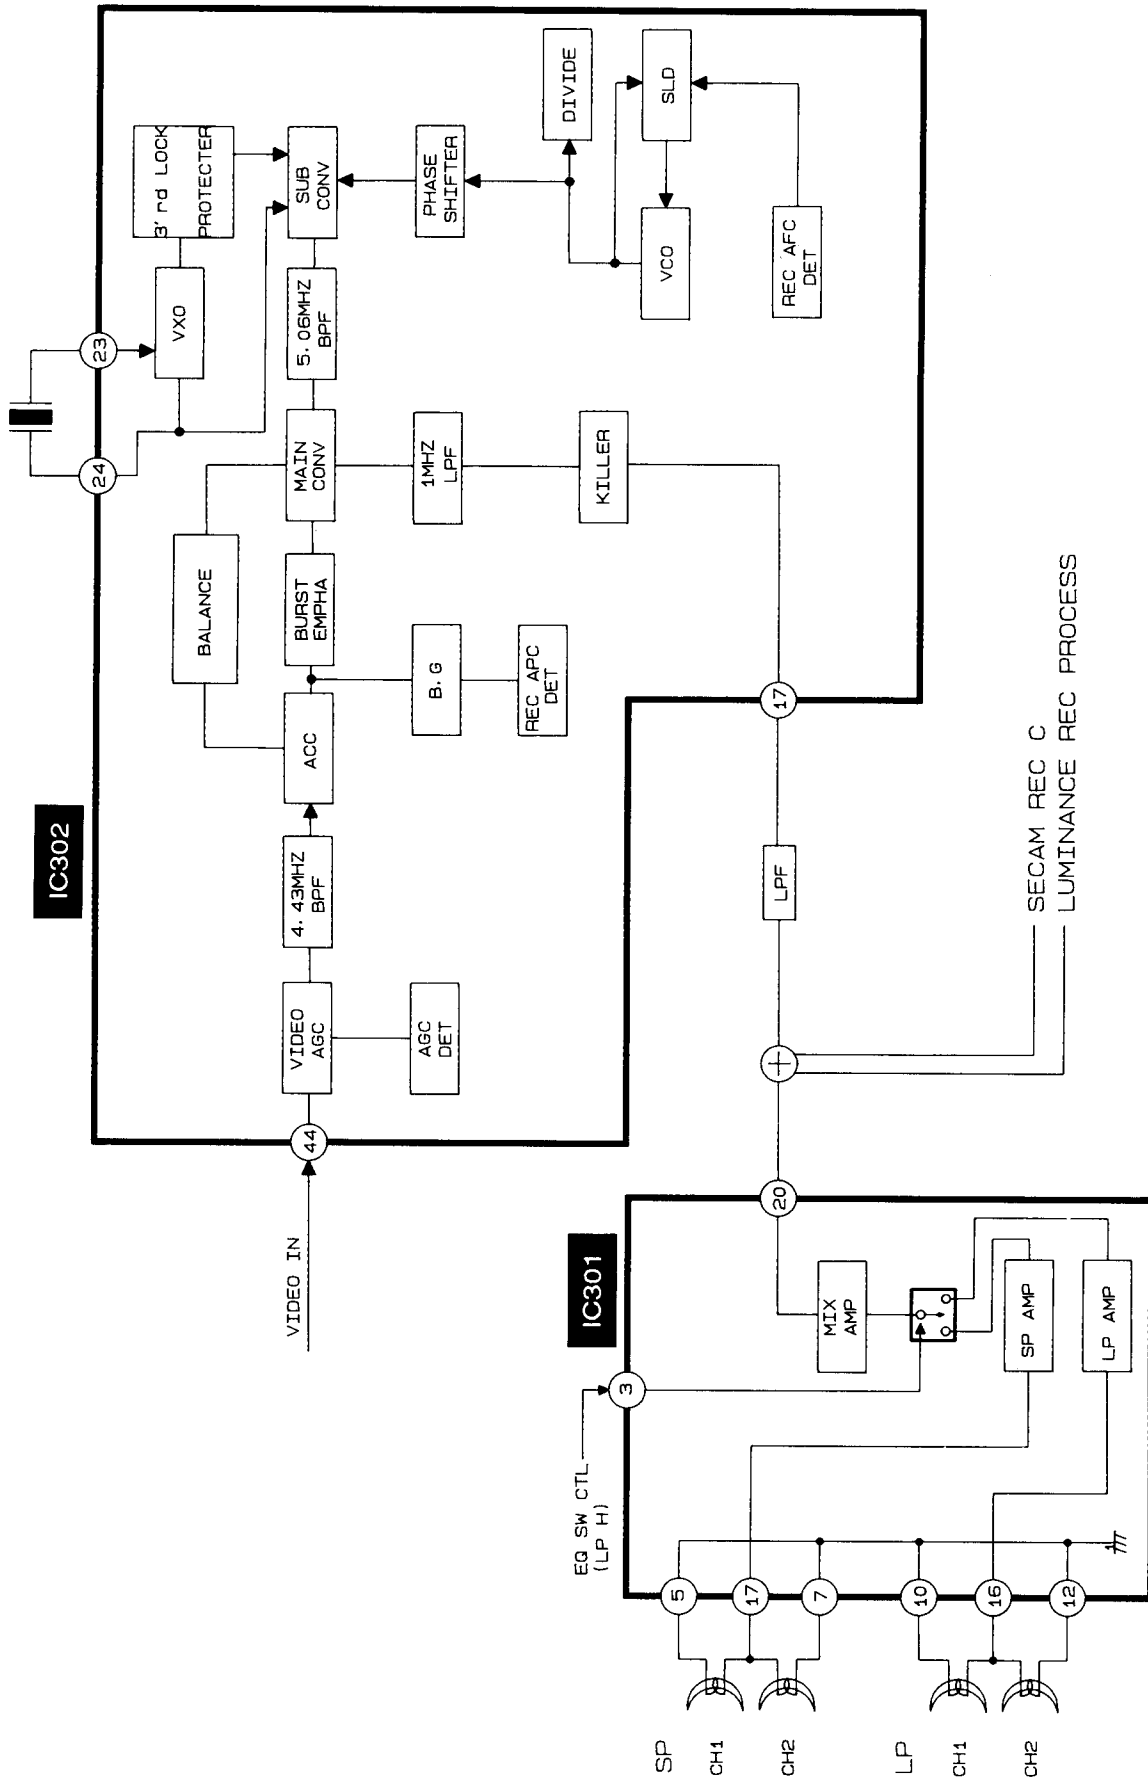 IC302
VIDEO IN
44
VIDEO
AGC
AGC
DET
4.43MHZ
BPF
ACC
BALANCE
B.G
REC APC
DET
BURST
EMPHA
MAIN
CONV
1MHZ
LPF
KILLER
5.06MHZ
BPF
SUB
CONV
24
23
VXO
3'rd LOCK
PROTECTER
PHASE
SHIFTER
DIVIDE
VCO
SLD
REC AFC
DET
17
LPF
SECAM REC C
LUMINANCE REC PROCESS
IC301
20
MIX
AMP
SP AMP
LP AMP
3
EQ SW CTL
(LP H)
5
17
7
10
16
12
SP
CH1
CH2
LP
CH1
CH2